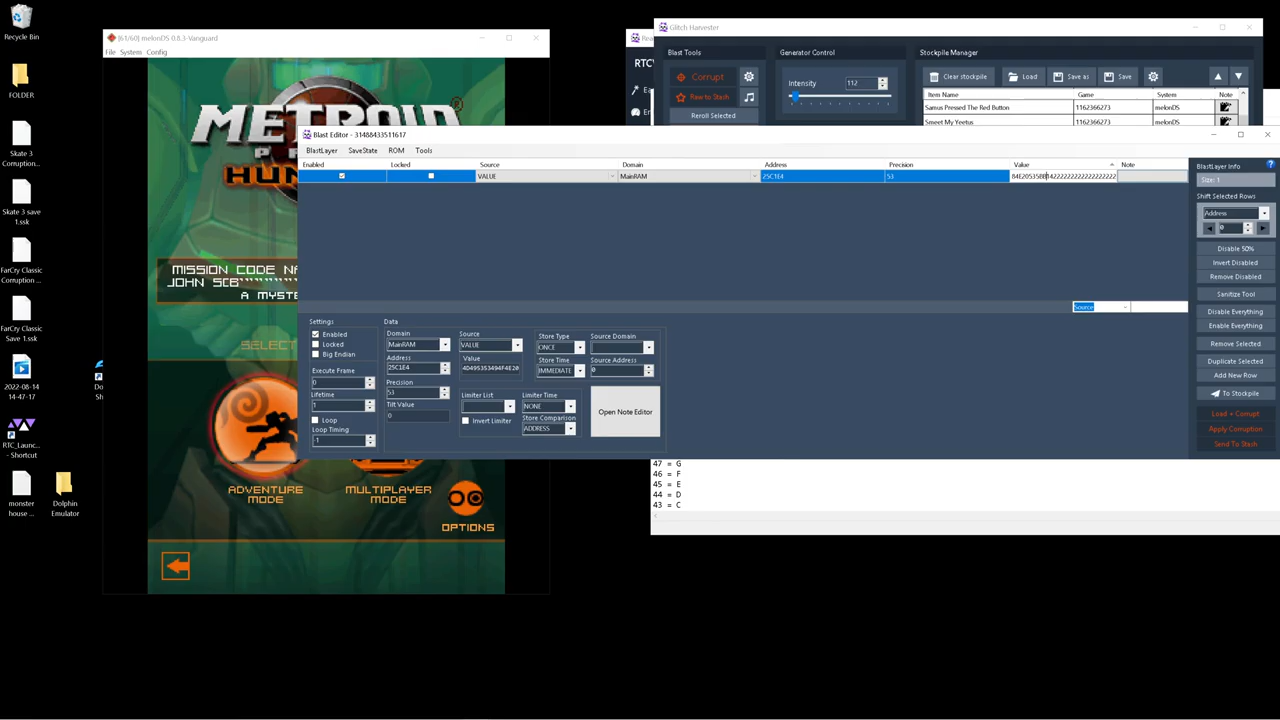 Recycle Bin
FOLDER
Skate 3
Corruption...
Skate 3 save
1.ssk
FarCry Classic
Corruption ...
FarCry Classic
Save 1.ssk
2022-08-14
14-47-17
RTC_Launc...
- Shortcut
monster
house ...
Dolphin
Emulator
[61/60] melonDS 0.8.3-Vanguard
File System Config
METROID
HUN
MISSION CODE NA
JOHN SCB
A MYSTE
SELECT
ADVENTURE
MODE
MULTIPLAYER
MODE
OPTIONS
RTCV
Glitch Harvester
Blast Tools
Corrupt
Raw to Stash
Reroll Selected
Generator Control
Intensity 112
Stockpile Manager
Clear stockpile Load Save as Save
Item Name Game System Note
Samus Pressed The Red Button 1162366273 melonDS
Smeet My Yeetus 1162366273 melonDS
Blast Editor - 31488433511617
BlastLayer SaveState ROM Tools
Enabled Locked Source Domain Address Precision Value Note
VALUE MainRAM 25C1E4 53
Source
Settings
Enabled
Locked
Big Endian
Execute Frame
0
Lifetime
1
Loop
Loop Timing
-1
Data
Domain
MainRAM
Address
25C1E4
Precision
53
Tilt Value
0
Source
VALUE
Value
4D495353494F4E20
Limiter List
Invert Limiter
Store Type
ONCE
Store Time
IMMEDIATE
Limiter Time
NONE
Store Comparison
ADDRESS
Source Domain
Source Address
0
Open Note Editor
BlastLayer Info
Size: 1
Shift Selected Rows
Address
0
Disable 50%
Invert Disabled
Remove Disabled
Sanitize Tool
Disable Everything
Enable Everything
Remove Selected
Duplicate Selected
Add New Row
To Stockpile
Load + Corrupt
Apply Corruption
Send To Stash
47 = G
46 = F
45 = E
44 = D
43 = C